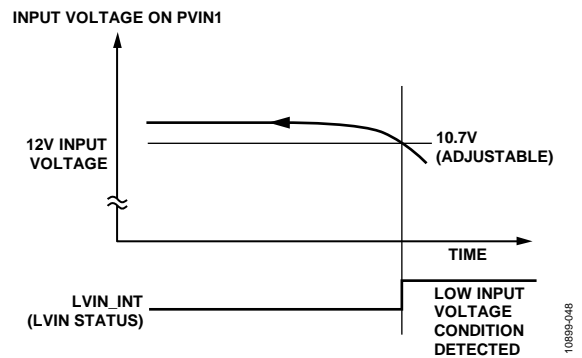 INPUT VOLTAGE ON PVIN1
12V INPUT
VOLTAGE
10.7V
(ADJUSTABLE)
TIME
LVIN_INT
(LVIN STATUS)
LOW INPUT
VOLTAGE
CONDITION
DETECTED
10899-048